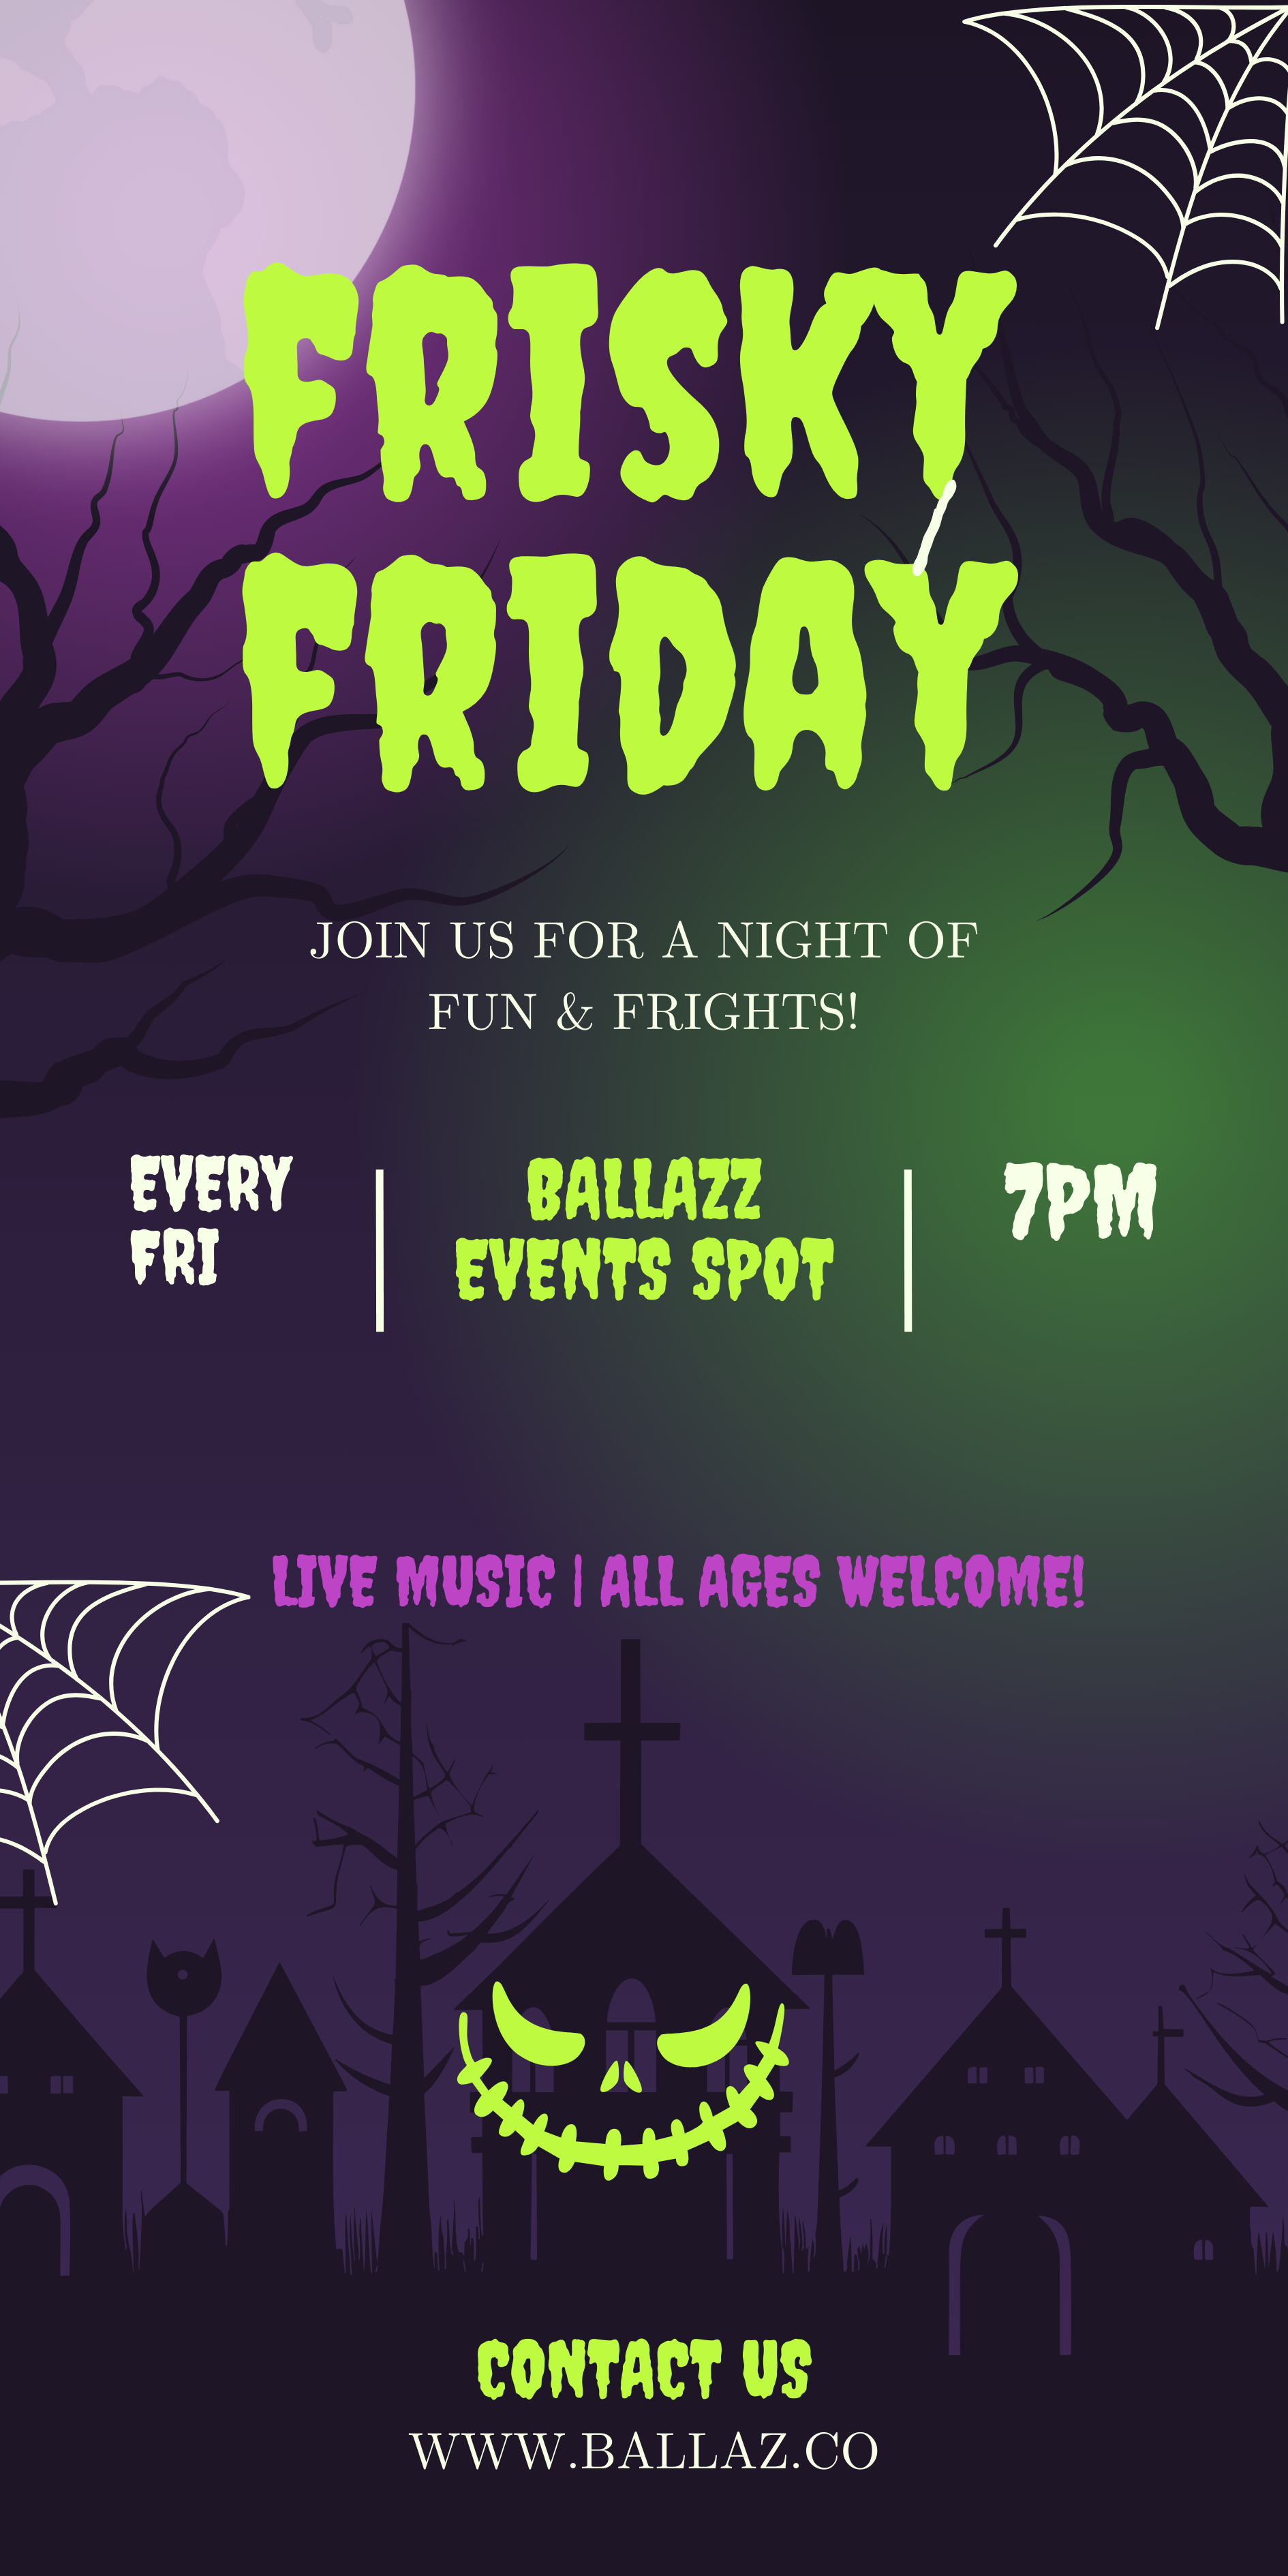 FRISKY
FRIDAY
JOIN US FOR A NIGHT OF
FUN & FRIGHTS!
EVERY
FRI
BALLAZZ
EVENTS SPOT
7PM
LIVE MUSIC | ALL AGES WELCOME!
CONTACT US
WWW.BALLAZ.CO